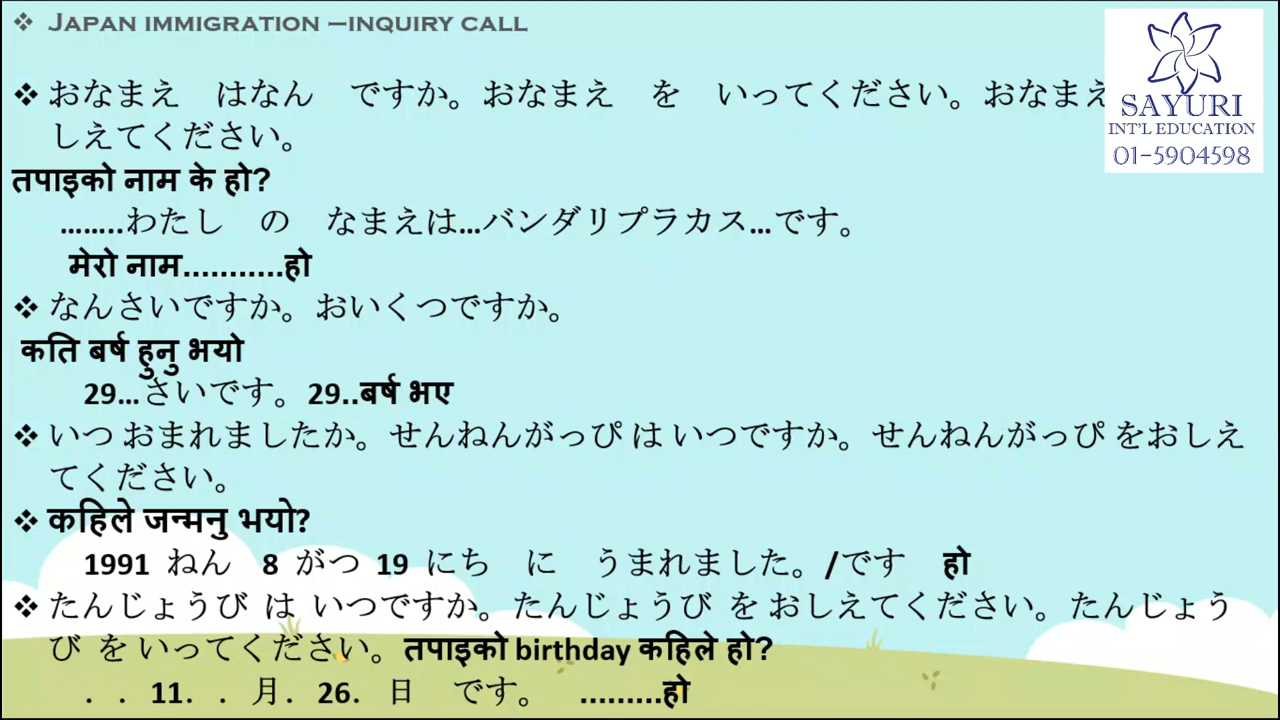 ❖ JAPAN IMMIGRATION –INQUIRY CALL
SAYURI
INT'L EDUCATION
01-5904598
❖ おなまえ　はなん　ですか。おなまえ　を　いってください。おなまえ
しえてください。
तपाइको नाम के हो?
……..わたし　の　なまえは…バンダリプラカス…です。
मेरो नाम...........हो
❖ なんさいですか。おいくつですか。
कति बर्ष हुनु भयो
29…さいです。29..बर्ष भए
❖ いつ おまれましたか。せんねんがっぴ は いつですか。せんねんがっぴ をおしえ
てください。
❖ कहिले जन्मनु भयो?
1991 ねん 8 がつ 19 にち　に　うまれました。/です　हो
❖ たんじょうび は いつですか。たんじょうび を おしえてください。たんじょう
び を いってください。तपाइको birthday कहिले हो?
．．11．．月．26．日　です。 .........हो